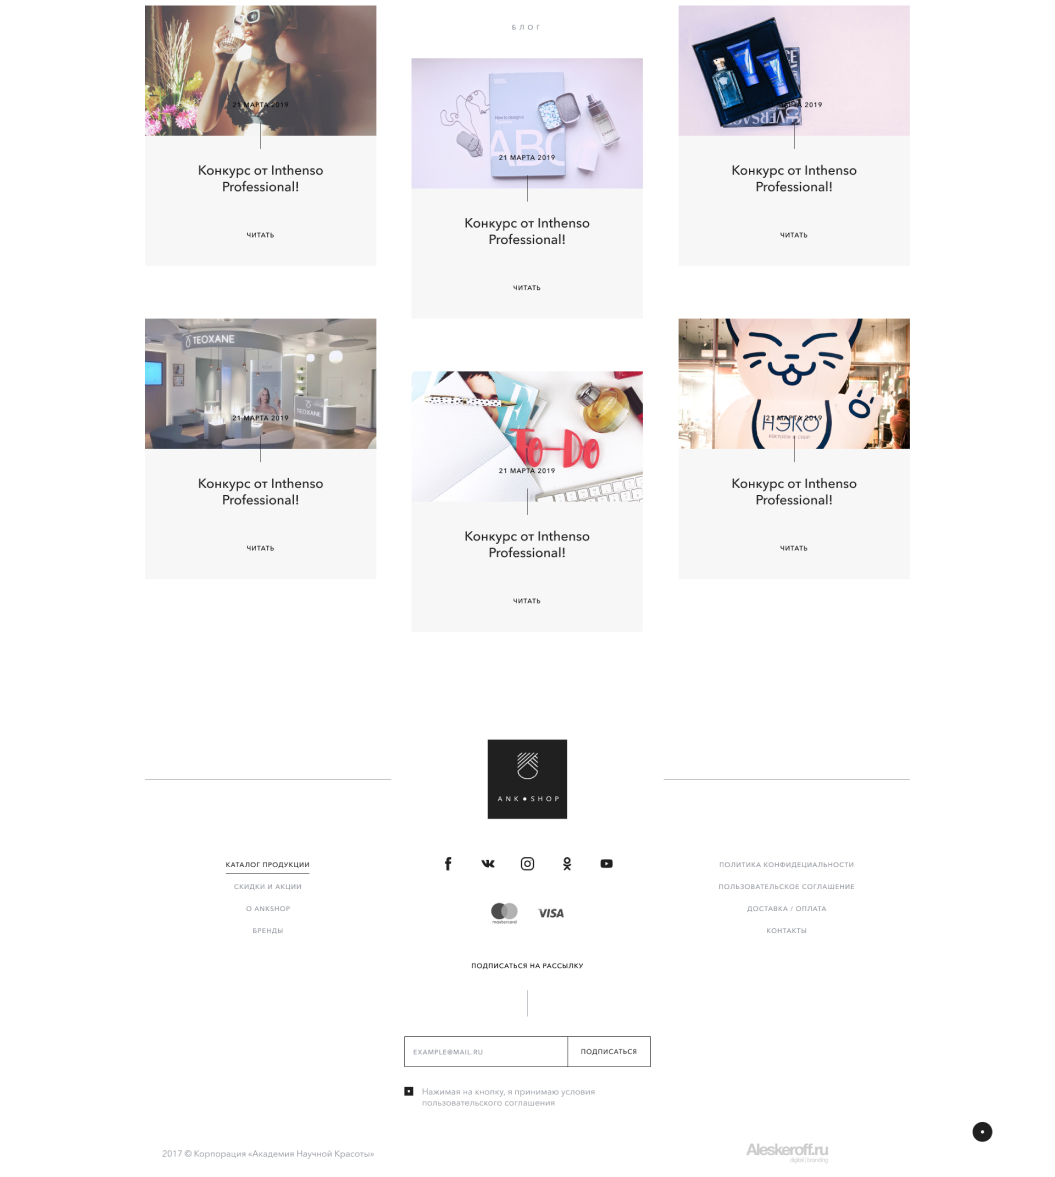 БЛОГ
21 МАРТА 2019
Конкурс от Inthenso
Professional!
ЧИТАТЬ
ABC
21 МАРТА 2019
Конкурс от Inthenso
Professional!
ЧИТАТЬ
21 МАРТА 2019
Конкурс от Inthenso
Professional!
ЧИТАТЬ
TEOXANE
TEOXANE
21 МАРТА 2019
Конкурс от Inthenso
Professional!
ЧИТАТЬ
To-Do
21 МАРТА 2019
Конкурс от Inthenso
Professional!
ЧИТАТЬ
21 МАРТА 2019
НЭКО
Конкурс от Inthenso
Professional!
ЧИТАТЬ
ANK SHOP
КАТАЛОГ ПРОДУКЦИИ
СКИДКИ И АКЦИИ
О ANKSHOP
БРЕНДЫ
mastercard
VISA
ПОЛИТИКА КОНФИДЕЦИАЛЬНОСТИ
ПОЛЬЗОВАТЕЛЬСКОЕ СОГЛАШЕНИЕ
ДОСТАВКА / ОПЛАТА
КОНТАКТЫ
ПОДПИСАТЬСЯ НА РАССЫЛКУ
EXAMPLE@MAIL.RU
ПОДПИСАТЬСЯ
Нажимая на кнопку, я принимаю условия
пользовательского соглашения
2017 © Корпорация «Академия Научной Красоты»
Aleskeroff.ru
digital | branding